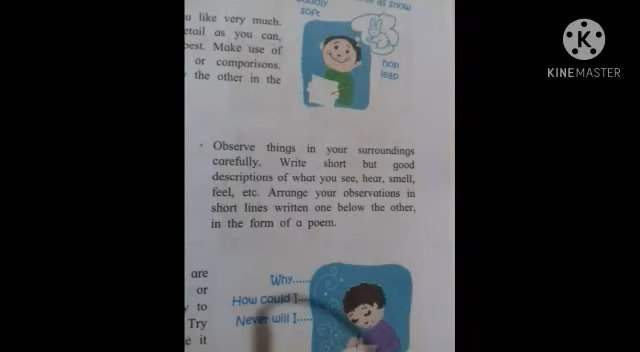 as snow
soft
u like very much.
etail as you can,
best. Make use of
or comparisons.
the other in the
hop
leap
K
KINEMASTER
· Observe things in your surroundings
carefully. Write short but good
descriptions of what you see, hear, smell,
feel, etc. Arrange your observations in
short lines written one below the other,
in the form of a poem.
are
or
to
Try
e it
Why......
How could I
Never will I.....